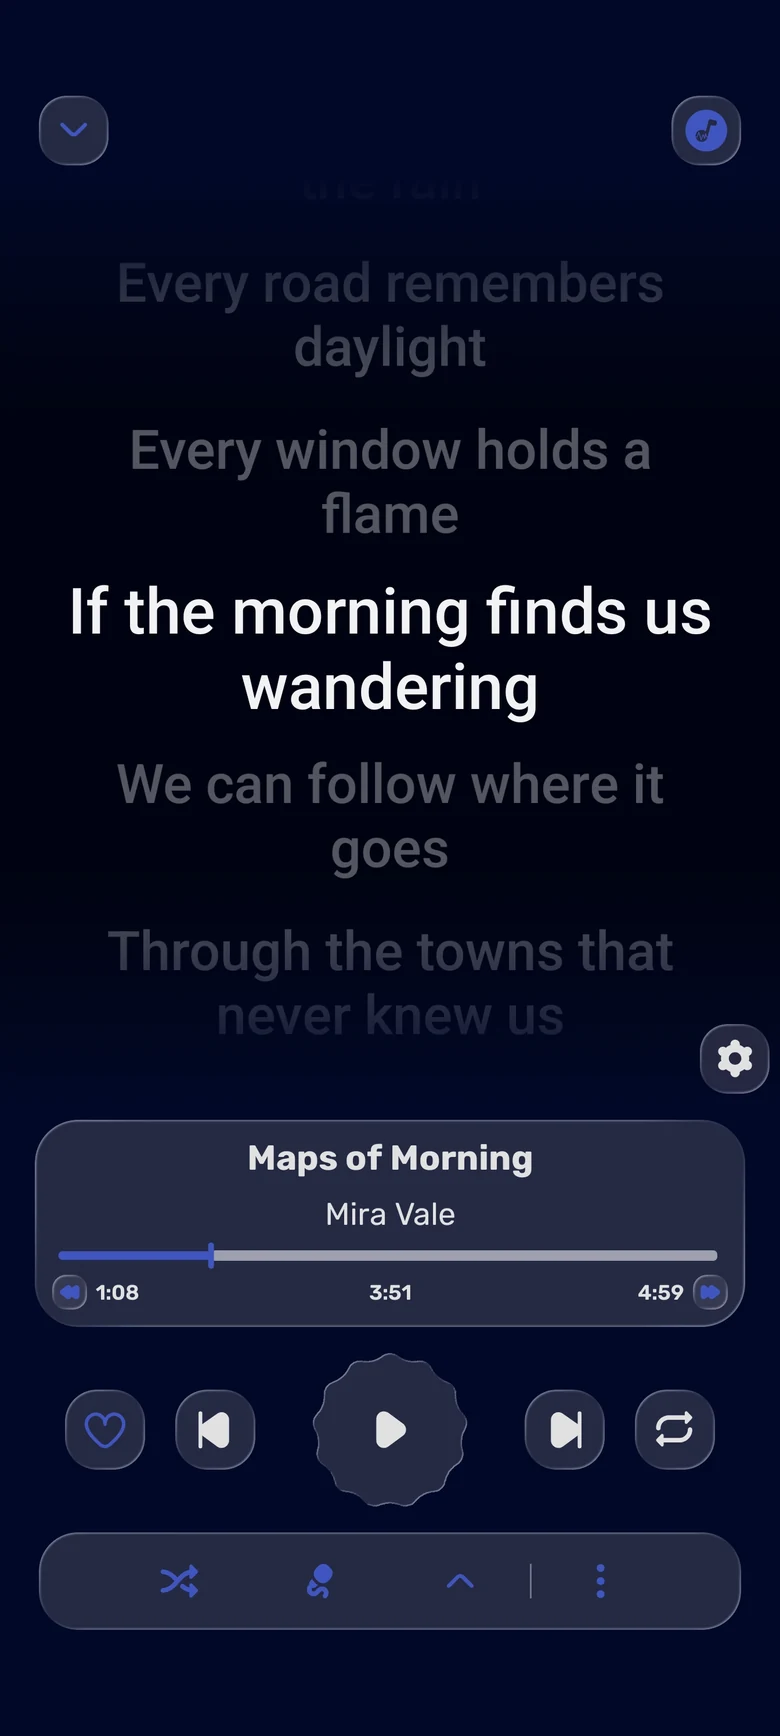 the rain
Every road remembers
daylight
Every window holds a
flame
If the morning finds us
wandering
We can follow where it
goes
Through the towns that
never knew us
Maps of Morning
Mira Vale
1:08 3:51 4:59